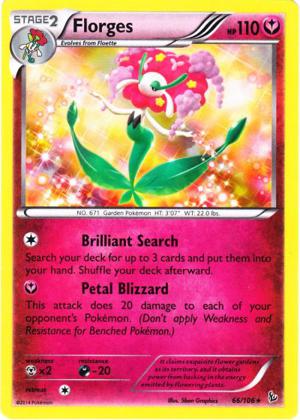 STAGE2
Florges
HP110
Evolves from Floette
NO. 671 Garden Pokémon HT: 3'07" WT: 22.0 lbs.
Brilliant Search
Search your deck for up to 3 cards and put them into
your hand. Shuffle your deck afterward.
Petal Blizzard
This attack does 20 damage to each of your
opponent's Pokémon. (Don't apply Weakness and
Resistance for Benched Pokémon.)
weakness
×2
resistance
-20
retreat
It claims exquisite flower gardens
as its territory, and it obtains
power from basking in the energy
emitted by flowering plants.
Illus. 5ban Graphics
66/106
©2014 Pokémon